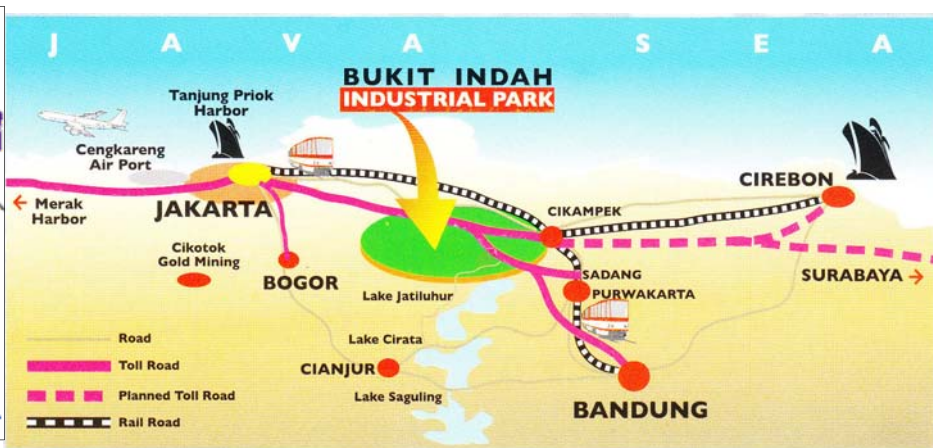 J A V A S E A
BUKIT INDAH
INDUSTRIAL PARK
Tanjung Priok
Harbor
Cengkareng
Air Port
Merak
Harbor
JAKARTA
CIREBON
CIKAMPEK
Cikotok
Gold Mining
BOGOR
SADANG
SURABAYA
Lake Jatiluhur
PURWAKARTA
Lake Cirata
CIANJUR
Lake Saguling
BANDUNG
Road
Toll Road
Planned Toll Road
Rail Road